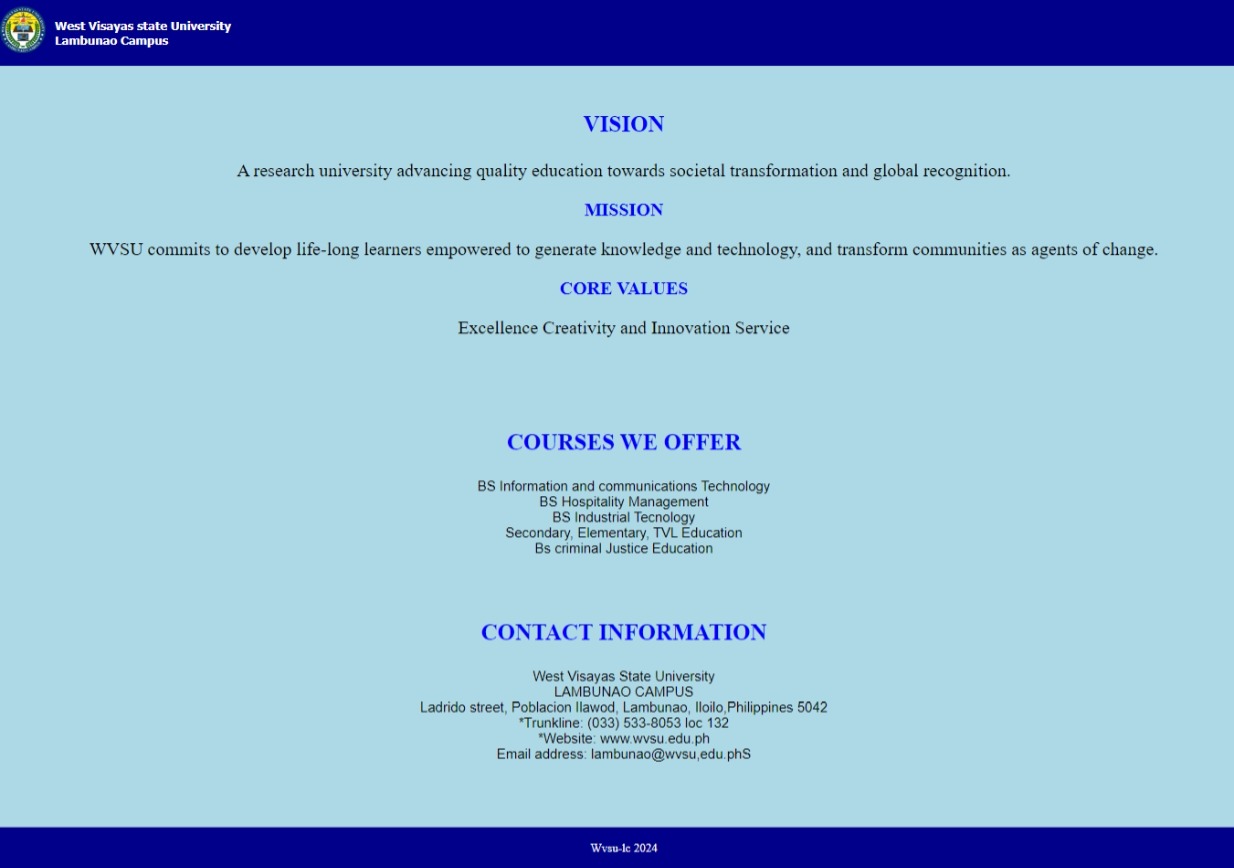 West Visayas state University
Lambunao Campus
VISION
A research university advancing quality education towards societal transformation and global recognition.
MISSION
WVSU commits to develop life-long learners empowered to generate knowledge and technology, and transform communities as agents of change.
CORE VALUES
Excellence Creativity and Innovation Service
COURSES WE OFFER
BS Information and communications Technology
BS Hospitality Management
BS Industrial Tecnology
Secondary, Elementary, TVL Education
Bs criminal Justice Education
CONTACT INFORMATION
West Visayas State University
LAMBUNAO CAMPUS
Ladrido street, Poblacion Ilawod, Lambunao, Iloilo,Philippines 5042
*Trunkline: (033) 533-8053 loc 132
*Website: www.wvsu.edu.ph
Email address: lambunao@wvsu,edu.phS
Wvsu-lc 2024